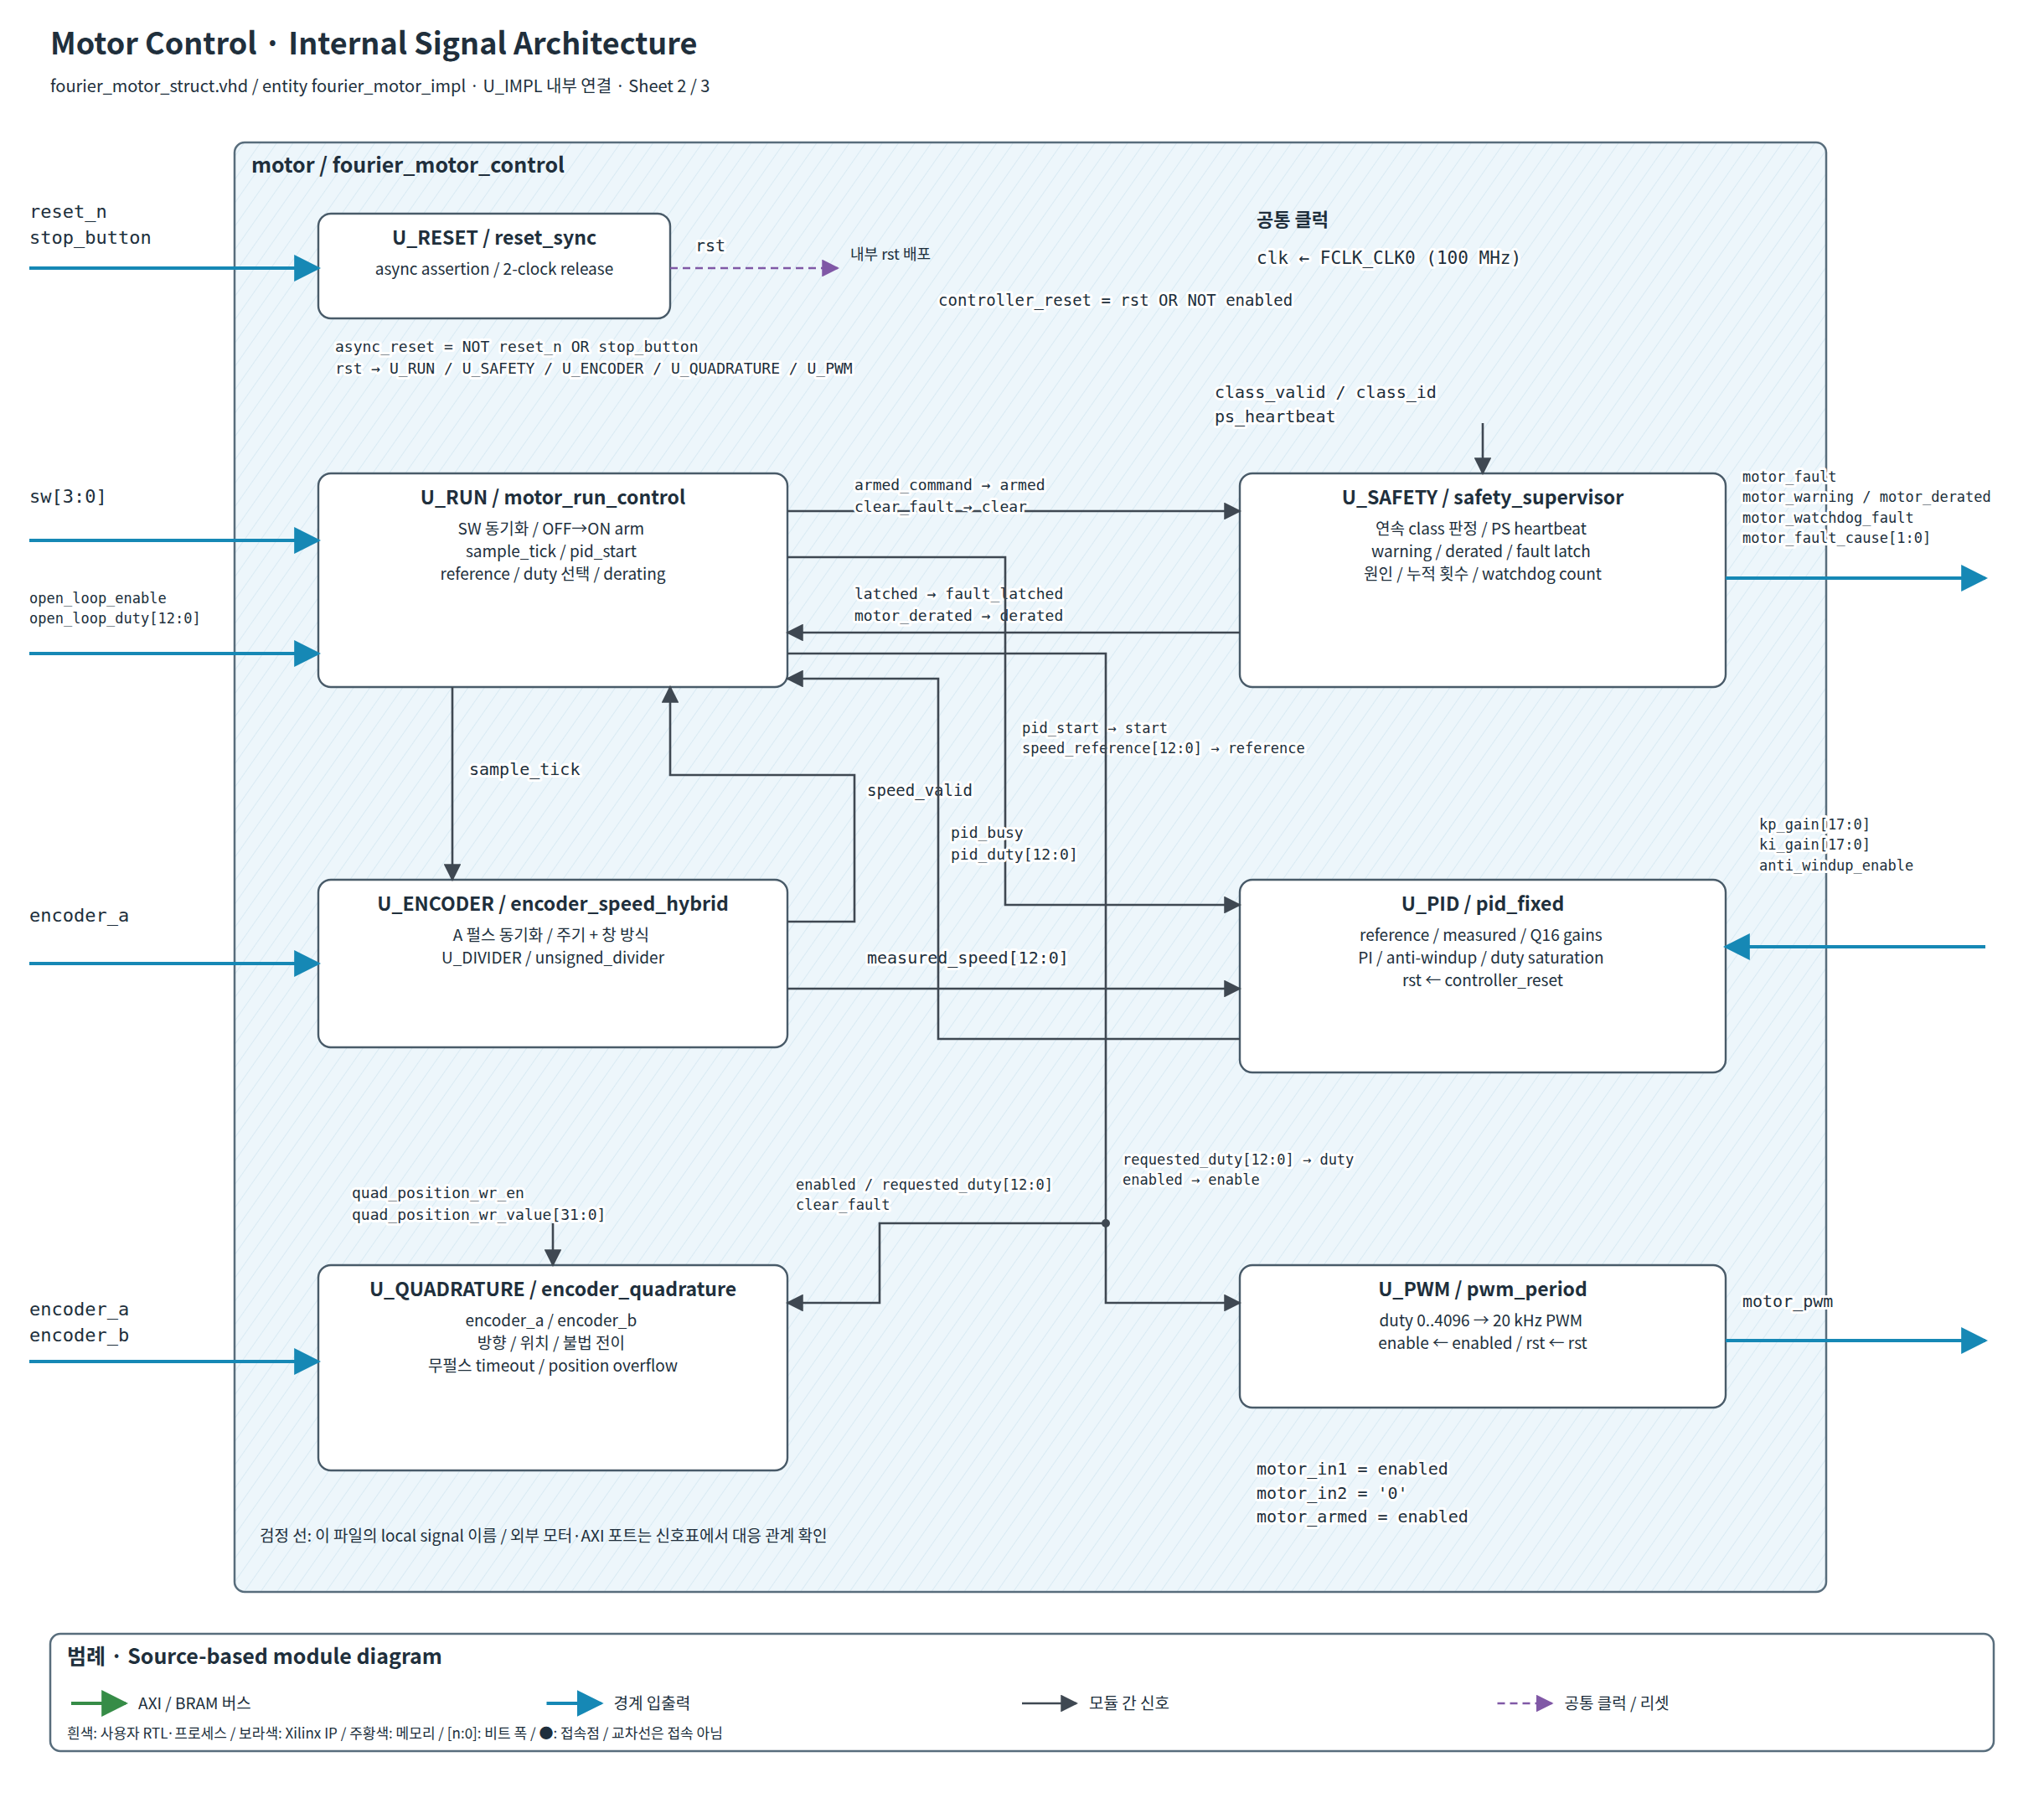 Motor Control · Internal Signal Architecture
fourier_motor_struct.vhd / entity fourier_motor_impl · U_IMPL 내부 연결 · Sheet 2 / 3
motor / fourier_motor_control
reset_n
stop_button
U_RESET / reset_sync
async assertion / 2-clock release
rst
내부 rst 배포
공통 클럭
clk ← FCLK_CLK0 (100 MHz)
controller_reset = rst OR NOT enabled
async_reset = NOT reset_n OR stop_button
rst → U_RUN / U_SAFETY / U_ENCODER / U_QUADRATURE / U_PWM
class_valid / class_id
ps_heartbeat
sw[3:0]
open_loop_enable
open_loop_duty[12:0]
U_RUN / motor_run_control
SW 동기화 / OFF→ON arm
sample_tick / pid_start
reference / duty 선택 / derating
armed_command → armed
clear_fault → clear
latched → fault_latched
motor_derated → derated
U_SAFETY / safety_supervisor
연속 class 판정 / PS heartbeat
warning / derated / fault latch
원인 / 누적 횟수 / watchdog count
motor_fault
motor_warning / motor_derated
motor_watchdog_fault
motor_fault_cause[1:0]
pid_start → start
speed_reference[12:0] → reference
sample_tick
speed_valid
pid_busy
pid_duty[12:0]
kp_gain[17:0]
ki_gain[17:0]
anti_windup_enable
encoder_a
U_ENCODER / encoder_speed_hybrid
A 펄스 동기화 / 주기 + 창 방식
U_DIVIDER / unsigned_divider
measured_speed[12:0]
U_PID / pid_fixed
reference / measured / Q16 gains
PI / anti-windup / duty saturation
rst ← controller_reset
requested_duty[12:0] → duty
enabled → enable
enabled / requested_duty[12:0]
clear_fault
quad_position_wr_en
quad_position_wr_value[31:0]
encoder_a
encoder_b
U_QUADRATURE / encoder_quadrature
encoder_a / encoder_b
방향 / 위치 / 불법 전이
무펄스 timeout / position overflow
U_PWM / pwm_period
duty 0..4096 → 20 kHz PWM
enable ← enabled / rst ← rst
motor_pwm
motor_in1 = enabled
motor_in2 = '0'
motor_armed = enabled
검정 선: 이 파일의 local signal 이름 / 외부 모터·AXI 포트는 신호표에서 대응 관계 확인
범례 · Source-based module diagram
AXI / BRAM 버스
경계 입출력
모듈 간 신호
공통 클럭 / 리셋
흰색: 사용자 RTL·프로세스 / 보라색: Xilinx IP / 주황색: 메모리 / [n:0]: 비트 폭 / ●: 접속점 / 교차선은 접속 아님